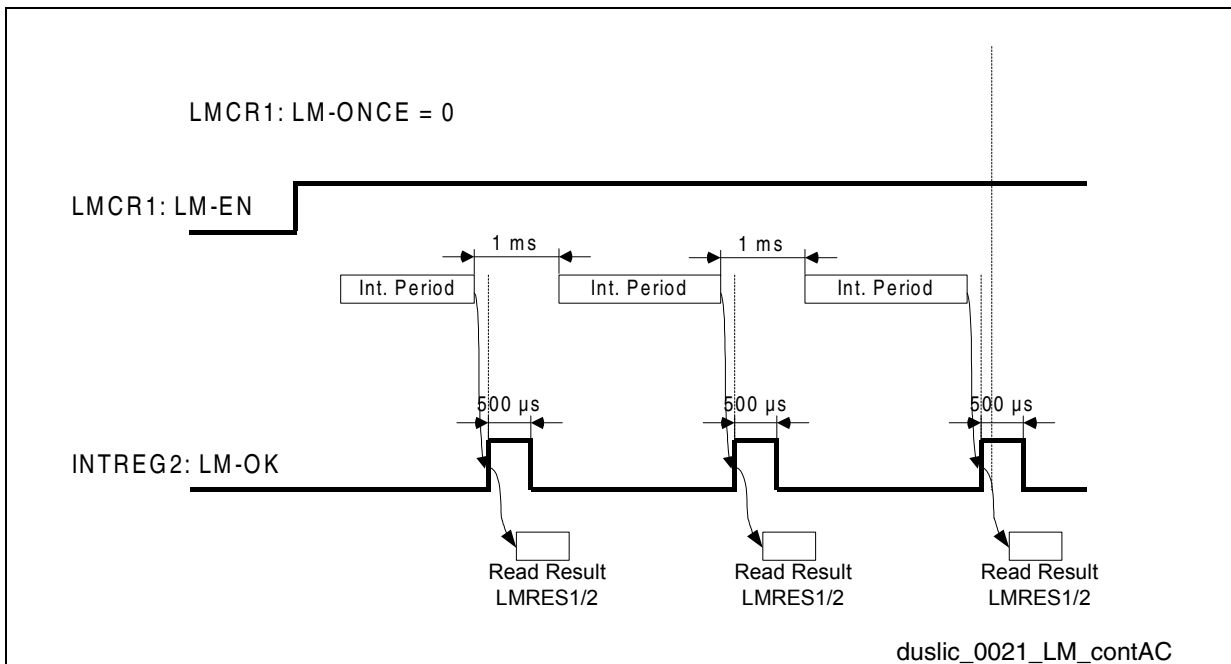 LMCR1: LM-ONCE = 0
LMCR1: LM-EN
1 ms
1 ms
Int. Period
Int. Period
Int. Period
500 µs
500 µs
500 µs
INTREG2: LM-OK
Read Result
LMRES1/2
Read Result
LMRES1/2
Read Result
LMRES1/2
duslic_0021_LM_contAC